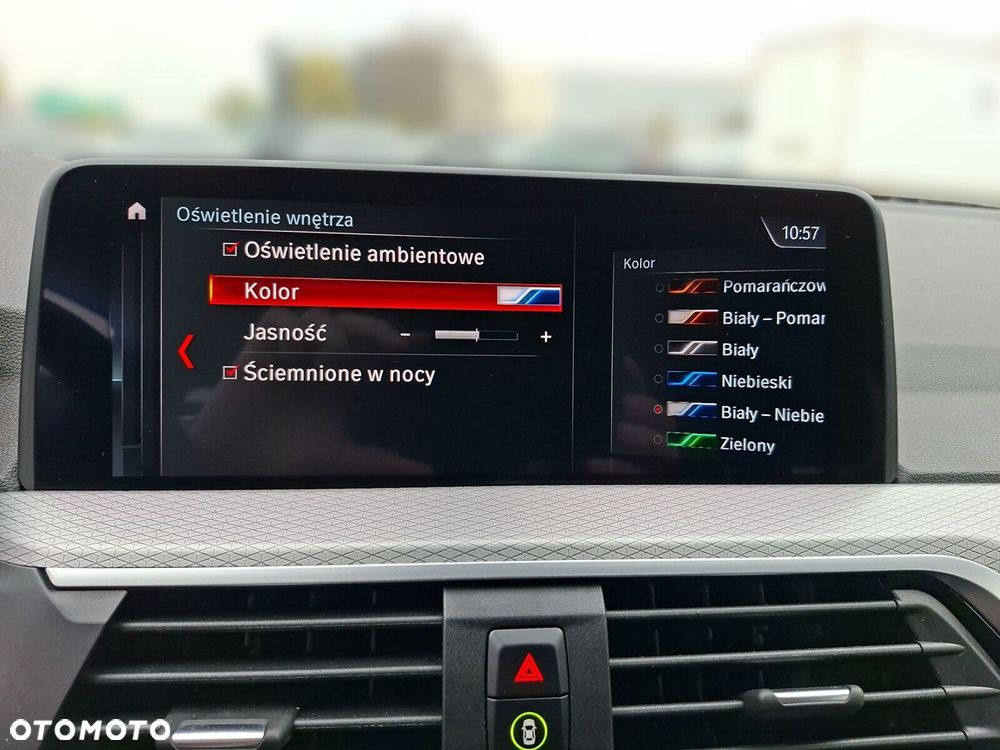 Oświetlenie wnętrza
10:57
Oświetlenie ambientowe
Kolor
Jasność - +
Ściemnione w nocy
Kolor
Pomarańczow
Biały – Pomar
Biały
Niebieski
Biały – Niebie
Zielony
OTOMOTO